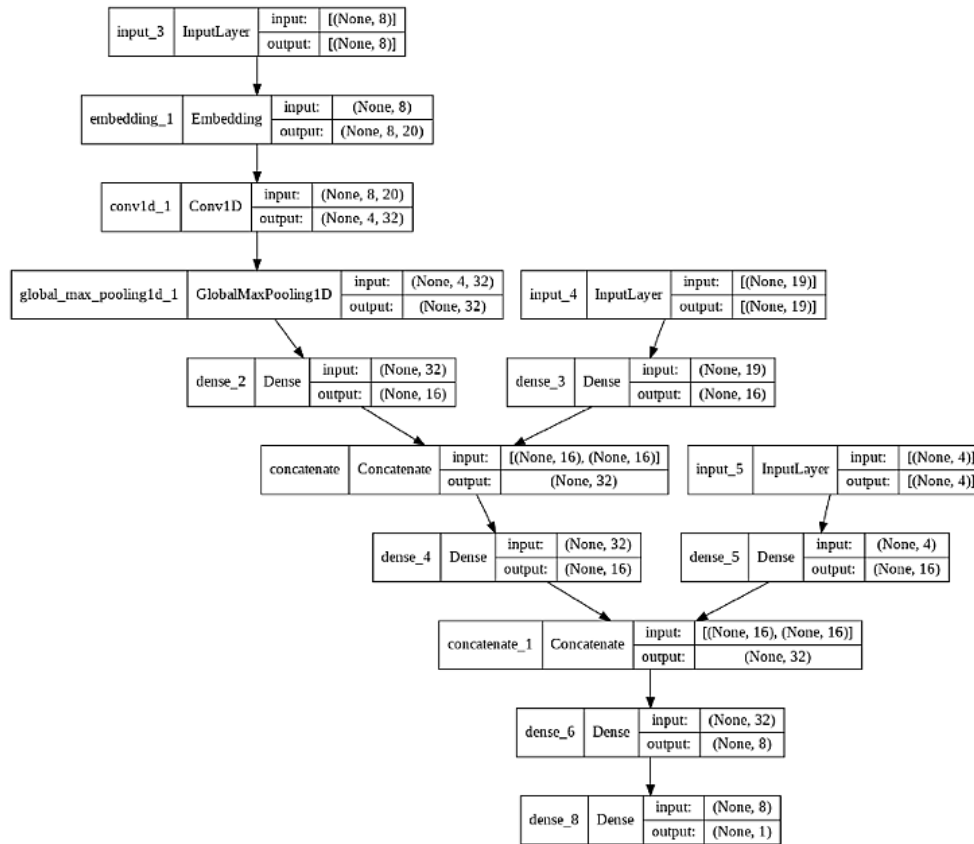 input_3 InputLayer input: [(None, 8)]
output: [(None, 8)]
embedding_1 Embedding input: (None, 8)
output: (None, 8, 20)
conv1d_1 Conv1D input: (None, 8, 20)
output: (None, 4, 32)
global_max_pooling1d_1 GlobalMaxPooling1D input: (None, 4, 32)
output: (None, 32)
input_4 InputLayer input: [(None, 19)]
output: [(None, 19)]
dense_2 Dense input: (None, 32)
output: (None, 16)
dense_3 Dense input: (None, 19)
output: (None, 16)
concatenate Concatenate input: [(None, 16), (None, 16)]
output: (None, 32)
input_5 InputLayer input: [(None, 4)]
output: [(None, 4)]
dense_4 Dense input: (None, 32)
output: (None, 16)
dense_5 Dense input: (None, 4)
output: (None, 16)
concatenate_1 Concatenate input: [(None, 16), (None, 16)]
output: (None, 32)
dense_6 Dense input: (None, 32)
output: (None, 8)
dense_8 Dense input: (None, 8)
output: (None, 1)